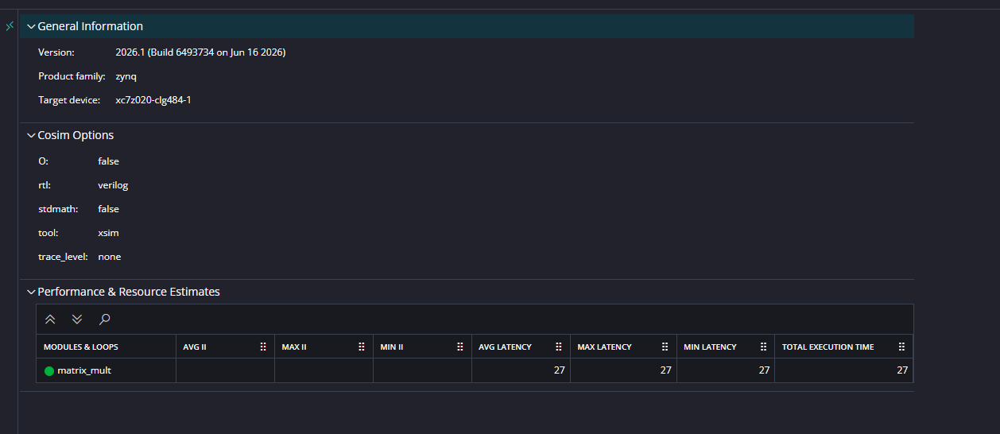 General Information
Version: 2026.1 (Build 6493734 on Jun 16 2026)
Product family: zynq
Target device: xc7z020-clg484-1
Cosim Options
O: false
rtl: verilog
stdmath: false
tool: xsim
trace_level: none
Performance & Resource Estimates
MODULES & LOOPS AVG II MAX II MIN II AVG LATENCY MAX LATENCY MIN LATENCY TOTAL EXECUTION TIME
matrix_mult 27 27 27 27